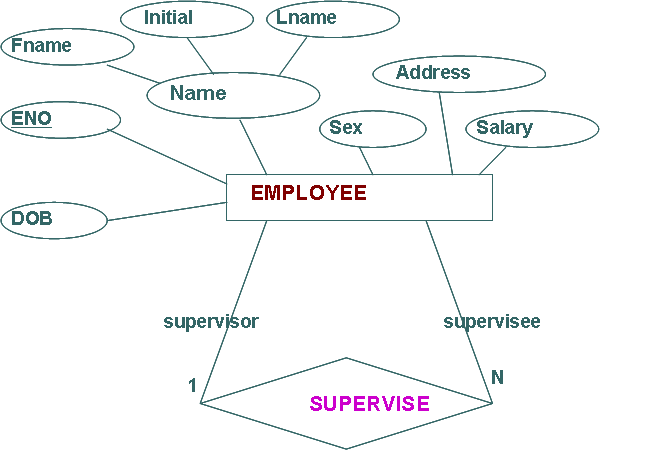 Initial
Lname
Fname
Address
Name
ENO
Sex
Salary
EMPLOYEE
DOB
supervisor
supervisee
1
N
SUPERVISE